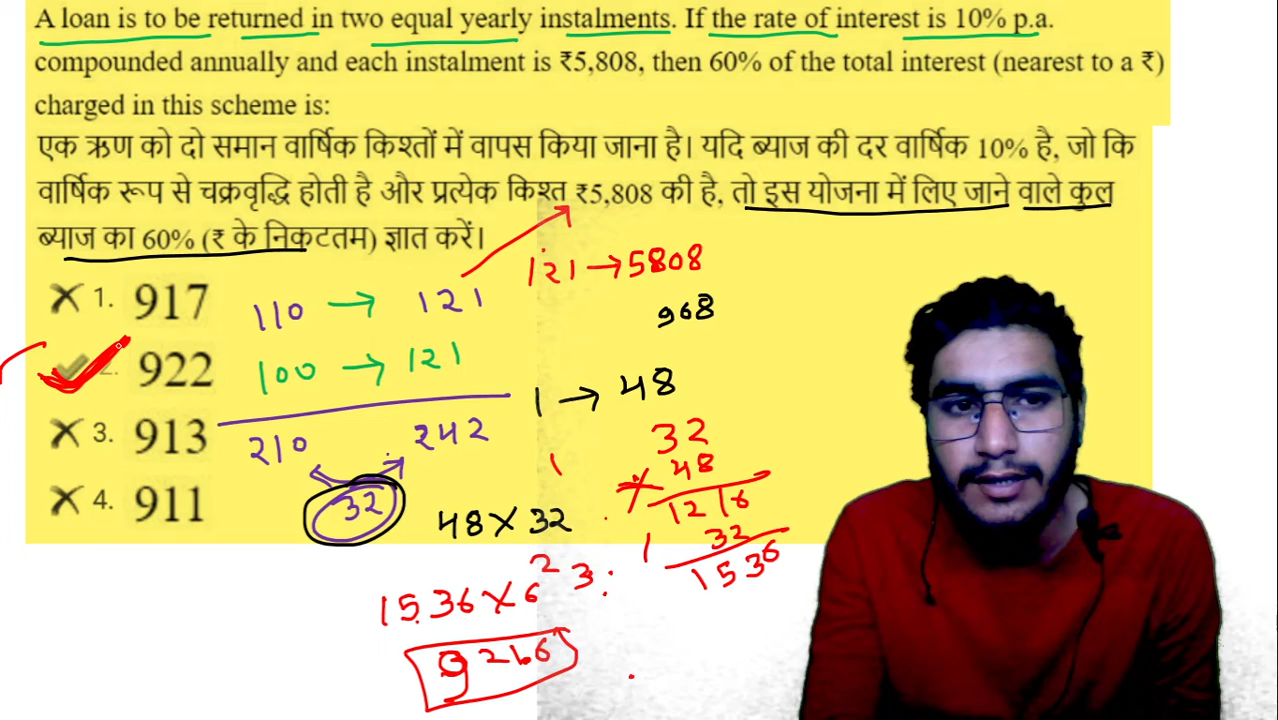 A loan is to be returned in two equal yearly instalments. If the rate of interest is 10% p.a.
compounded annually and each instalment is ₹5,808, then 60% of the total interest (nearest to a ₹)
charged in this scheme is:
एक ऋण को दो समान वार्षिक किश्तों में वापस किया जाना है। यदि ब्याज की दर वार्षिक 10% है, जो कि
वार्षिक रूप से चक्रवृद्धि होती है और प्रत्येक किश्त ₹5,808 की है, तो इस योजना में लिए जाने वाले कुल
ब्याज का 60% (₹ के निकटतम) ज्ञात करें।
1. 917
2. 922
3. 913
4. 911
110 → 121
100 → 121
210 242
32
121 → 5808
968
1 → 48
1
48 × 32
32
× 48
1 32
1536
1536 × 6